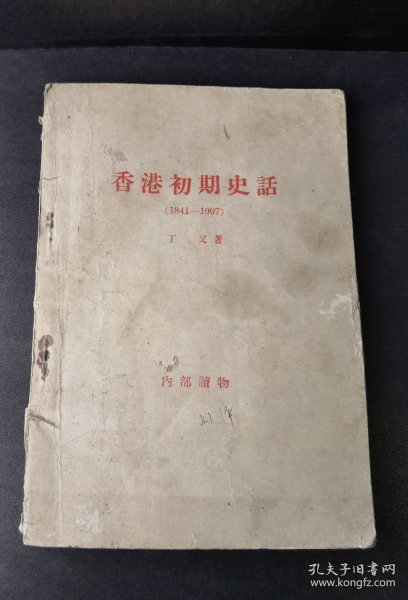 香港初期史話
(1841—1907)
丁 又著
內部讀物
孔夫子旧书网
www.kongfz.com